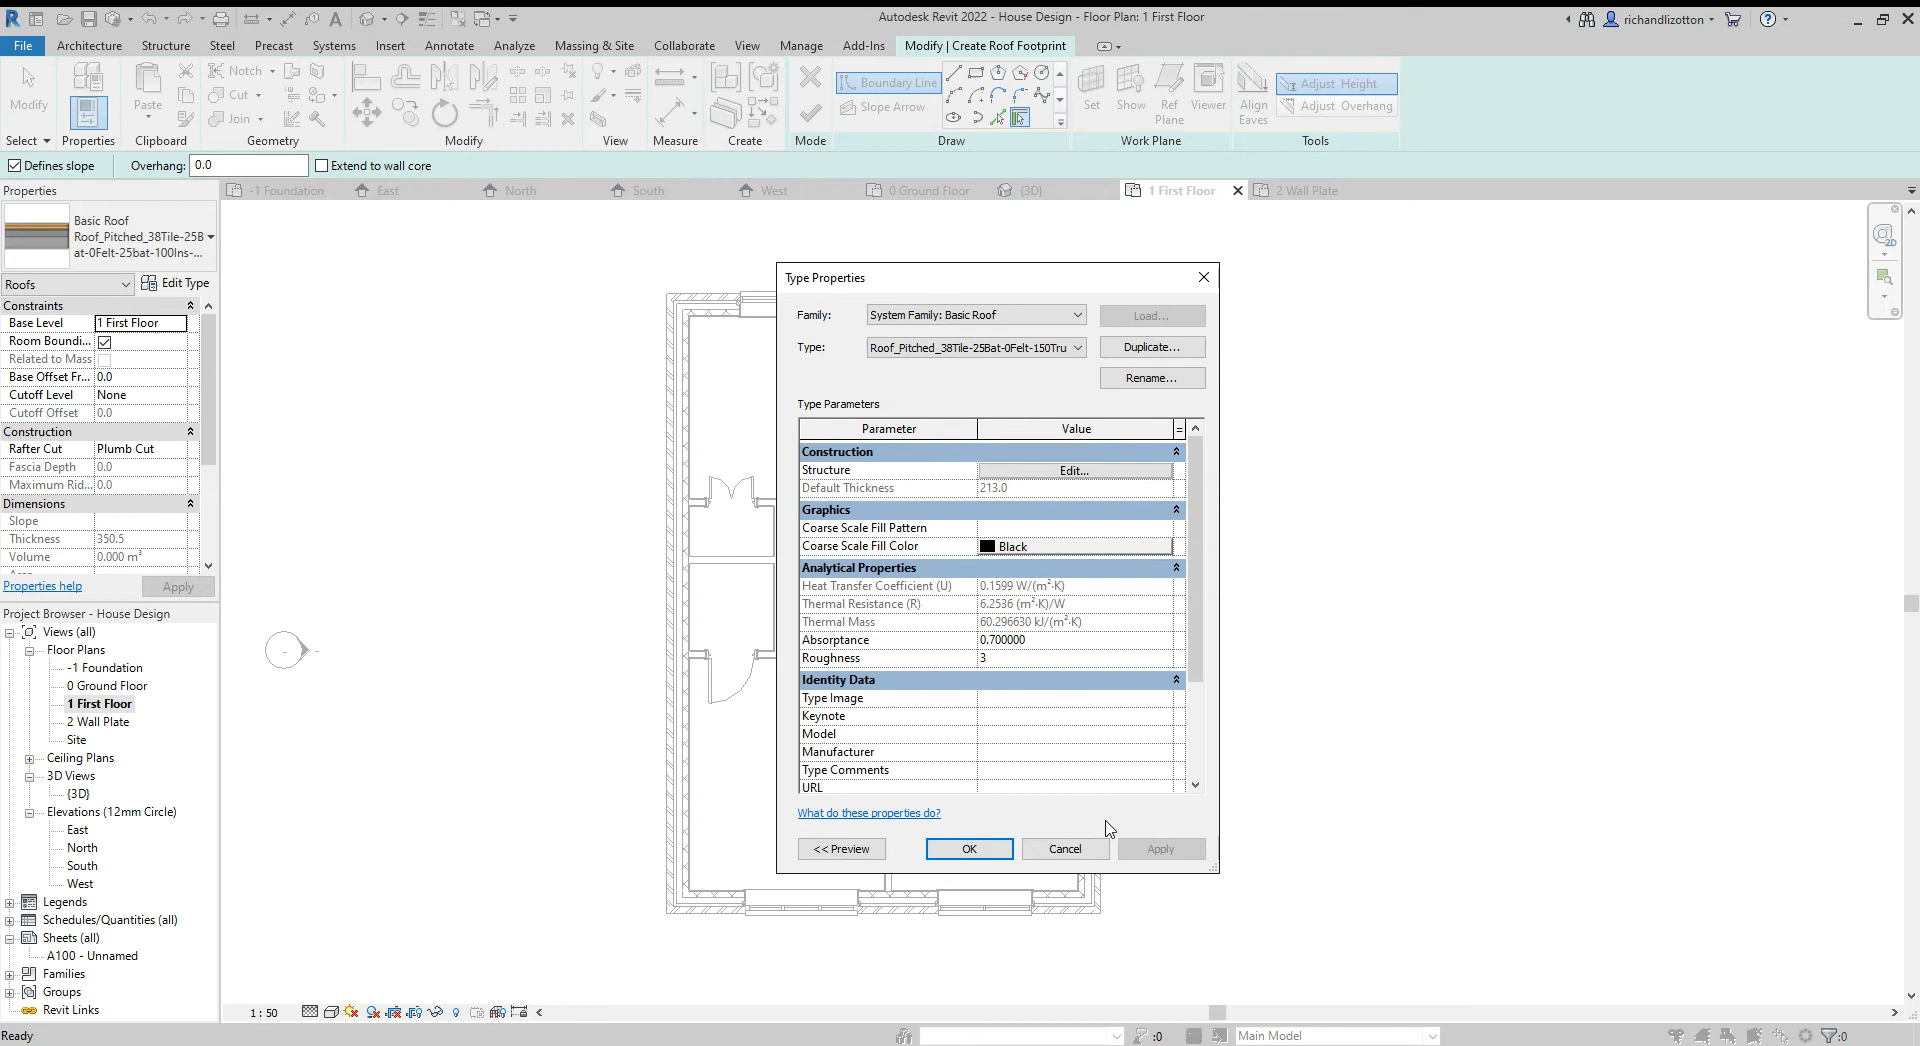 Autodesk Revit 2022 - House Design - Floor Plan: 1 First Floor
richandlizotton
File Architecture Structure Steel Precast Systems Insert Annotate Analyze Massing & Site Collaborate View Manage Add-Ins Modify | Create Roof Footprint
Modify
Paste
Notch
Cut
Join
Boundary Line
Slope Arrow
Set Show Ref Plane Viewer
Align Eaves
Adjust Height
Adjust Overhang
Select Properties Clipboard Geometry Modify View Measure Create Mode Draw Work Plane Tools
Defines slope Overhang: 0.0 Extend to wall core
Properties
-1 Foundation East North South West 0 Ground Floor {3D} 1 First Floor 2 Wall Plate
Basic Roof
Roof_Pitched_38Tile-25B
at-0Felt-25bat-100Ins-...
Roofs Edit Type
Constraints
Base Level 1 First Floor
Room Boundi...
Related to Mass
Base Offset Fr... 0.0
Cutoff Level None
Cutoff Offset 0.0
Construction
Rafter Cut Plumb Cut
Fascia Depth 0.0
Maximum Rid... 0.0
Dimensions
Slope
Thickness 350.5
Volume 0.000 m³
Properties help Apply
Project Browser - House Design
Views (all)
Floor Plans
-1 Foundation
0 Ground Floor
1 First Floor
2 Wall Plate
Site
Ceiling Plans
3D Views
{3D}
Elevations (12mm Circle)
East
North
South
West
Legends
Schedules/Quantities (all)
Sheets (all)
A100 - Unnamed
Families
Groups
Revit Links
Type Properties
Family: System Family: Basic Roof Load...
Type: Roof_Pitched_38Tile-25Bat-0Felt-150Tru Duplicate...
Rename...
Type Parameters
Parameter Value =
Construction
Structure Edit...
Default Thickness 213.0
Graphics
Coarse Scale Fill Pattern
Coarse Scale Fill Color Black
Analytical Properties
Heat Transfer Coefficient (U) 0.1599 W/(m²·K)
Thermal Resistance (R) 6.2536 (m²·K)/W
Thermal Mass 60.296630 kJ/(m²·K)
Absorptance 0.700000
Roughness 3
Identity Data
Type Image
Keynote
Model
Manufacturer
Type Comments
URL
What do these properties do?
<< Preview OK Cancel Apply
2D
1 : 50
Ready
:0
Main Model
:0